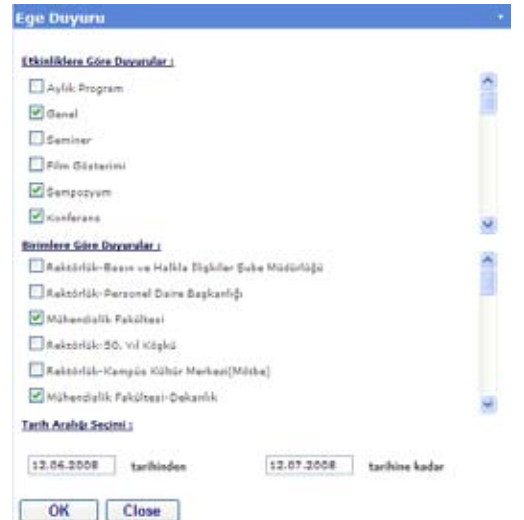 Ege Duyuru
Etkinliklere Göre Duyurular :
Aylık Program
Genel
Seminer
Film Gösterimi
Sempozyum
Konferans
Birimlere Göre Duyurular :
Rektörlük-Basın ve Halkla İlişkiler Şube Müdürlüğü
Rektörlük-Personel Daire Başkanlığı
Mühendislik Fakültesi
Rektörlük-50. Yıl Köşkü
Rektörlük-Kampüs Kültür Merkezi(Mötbe)
Mühendislik Fakültesi-Dekanlık
Tarih Aralığı Seçimi :
12.06.2008 tarihinden 12.07.2008 tarihine kadar
OK Close